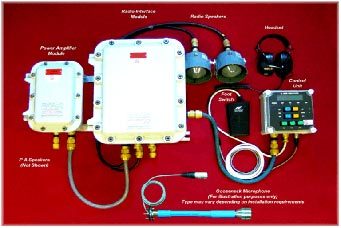 Radio Interface
Module
Radio Speakers
Headset
Power Amplifier
Module
Control
Unit
Foot
Switch
P A Speakers
(Not Shown)
Gooseneck Microphone
(For illustration purposes only)
Type may vary depending on installation requirements